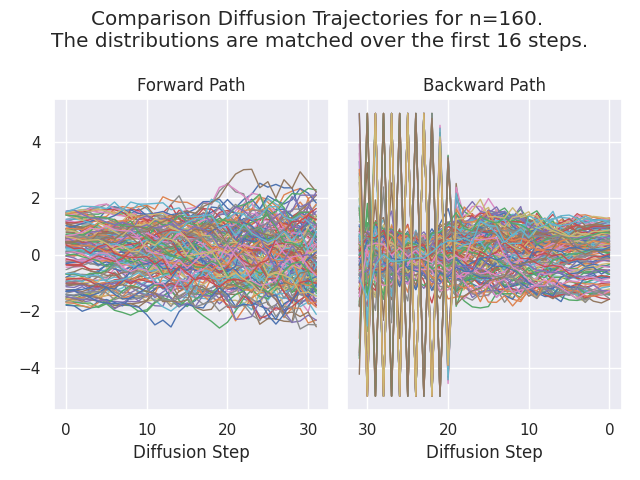 Comparison Diffusion Trajectories for n=160.
The distributions are matched over the first 16 steps.
Forward Path
Backward Path
4
2
0
−2
−4
0 10 20 30
30 20 10 0
Diffusion Step
Diffusion Step